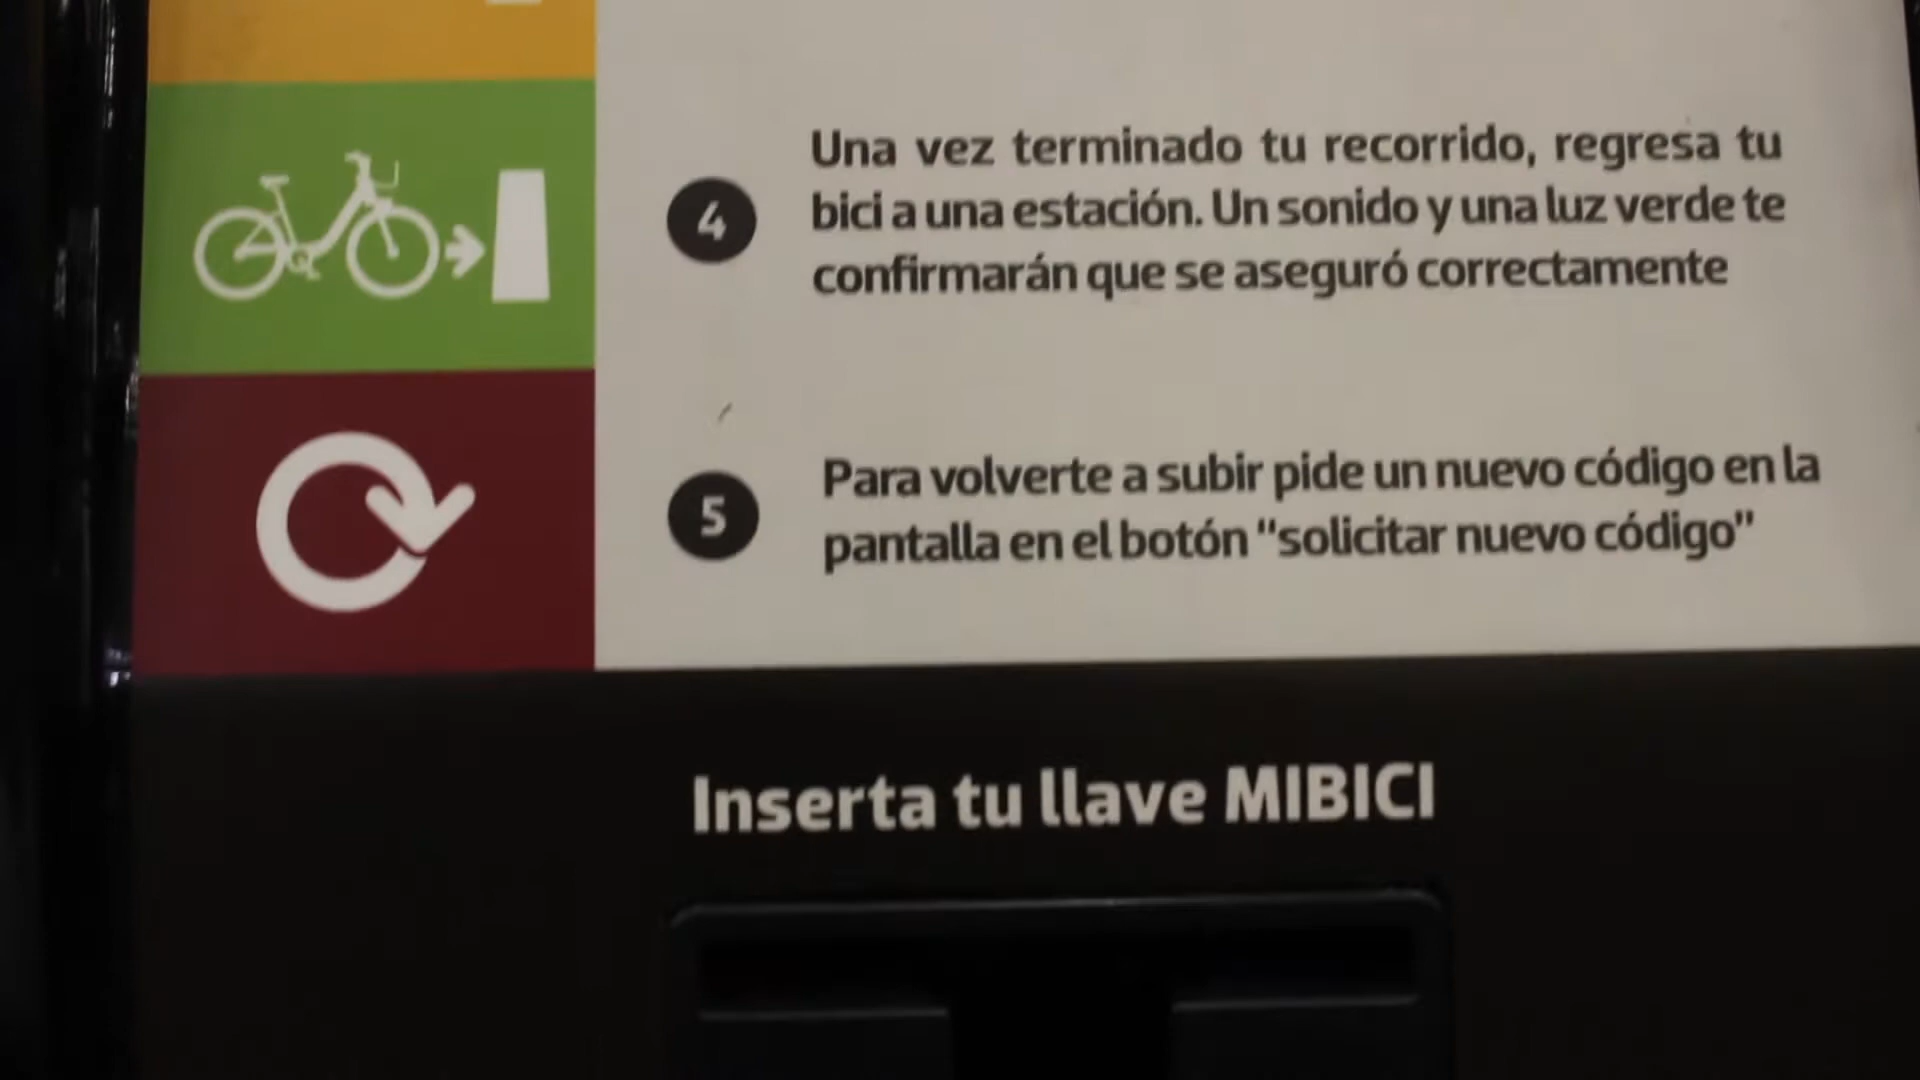 4
Una vez terminado tu recorrido, regresa tu
bici a una estación. Un sonido y una luz verde te
confirmarán que se aseguró correctamente
5
Para volverte a subir pide un nuevo código en la
pantalla en el botón "solicitar nuevo código"
Inserta tu llave MIBICI